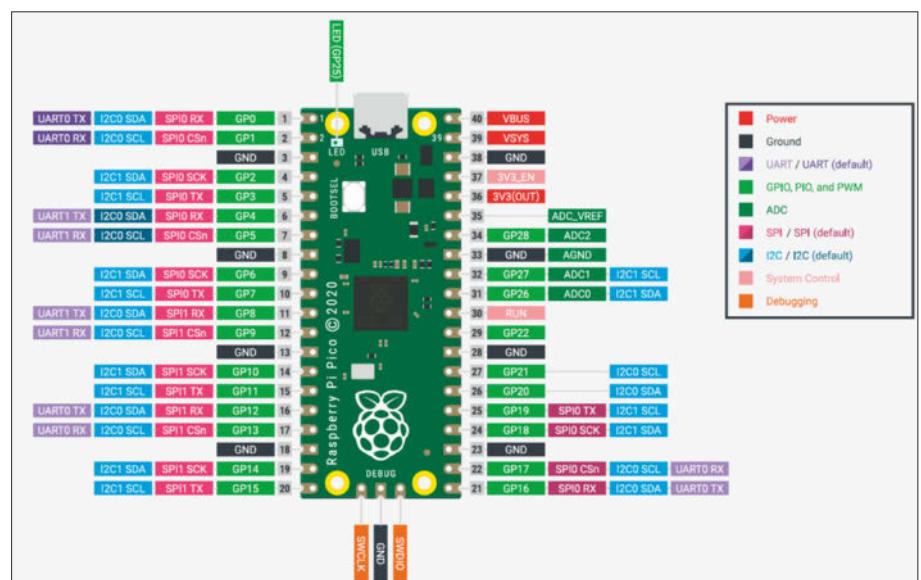 LED (GP25)
UART0 TX I2C0 SDA SPI0 RX GP0 1 1 40 VBUS
UART0 RX I2C0 SCL SPI0 CSn GP1 2 2 39 39 VSYS
LED USB
GND 3 38 GND
I2C1 SDA SPI0 SCK GP2 4 37 3V3_EN
I2C1 SCL SPI0 TX GP3 5 36 3V3(OUT)
BOOTSEL
UART1 TX I2C0 SDA SPI0 RX GP4 6 35 ADC_VREF
UART1 RX I2C0 SCL SPI0 CSn GP5 7 34 GP28 ADC2
GND 8 33 GND AGND
I2C1 SDA SPI0 SCK GP6 9 32 GP27 ADC1 I2C1 SCL
I2C1 SCL SPI0 TX GP7 10 31 GP26 ADC0 I2C1 SDA
UART1 TX I2C0 SDA SPI1 RX GP8 11 30 RUN
UART1 RX I2C0 SCL SPI1 CSn GP9 12 29 GP22
GND 13 28 GND
I2C1 SDA SPI1 SCK GP10 14 27 GP21 I2C0 SCL
I2C1 SCL SPI1 TX GP11 15 26 GP20 I2C0 SDA
UART0 TX I2C0 SDA SPI1 RX GP12 16 25 GP19 SPI0 TX I2C1 SCL
UART0 RX I2C0 SCL SPI1 CSn GP13 17 24 GP18 SPI0 SCK I2C1 SDA
GND 18 23 GND
I2C1 SDA SPI1 SCK GP14 19 22 GP17 SPI0 CSn I2C0 SCL UART0 RX
I2C1 SCL SPI1 TX GP15 20 21 GP16 SPI0 RX I2C0 SDA UART0 TX
Raspberry Pi Pico © 2020
DEBUG
SWCLK GND SWDIO
Power
Ground
UART / UART (default)
GPIO, PIO, and PWM
ADC
SPI / SPI (default)
I2C / I2C (default)
System Control
Debugging